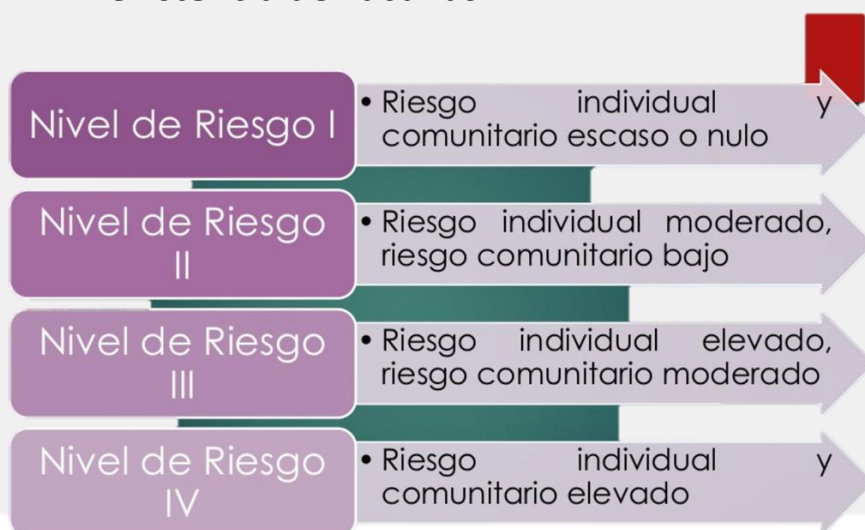 Nivel de Riesgo I
• Riesgo individual y
comunitario escaso o nulo
Nivel de Riesgo
II
• Riesgo individual moderado,
riesgo comunitario bajo
Nivel de Riesgo
III
• Riesgo individual elevado,
riesgo comunitario moderado
Nivel de Riesgo
IV
• Riesgo individual y
comunitario elevado